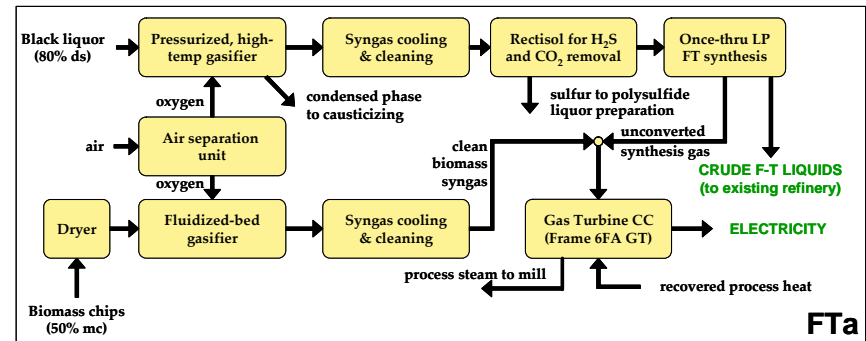 Black liquor
(80% ds)
Pressurized, high-
temp gasifier
Syngas cooling
& cleaning
Rectisol for H₂S
and CO₂ removal
Once-thru LP
FT synthesis
oxygen
condensed phase
to causticizing
sulfur to polysulfide
liquor preparation
air
Air separation
unit
clean
biomass
syngas
unconverted
synthesis gas
CRUDE F-T LIQUIDS
(to existing refinery)
oxygen
Dryer
Fluidized-bed
gasifier
Syngas cooling
& cleaning
Gas Turbine CC
(Frame 6FA GT)
ELECTRICITY
process steam to mill
recovered process heat
Biomass chips
(50% mc)
FTa